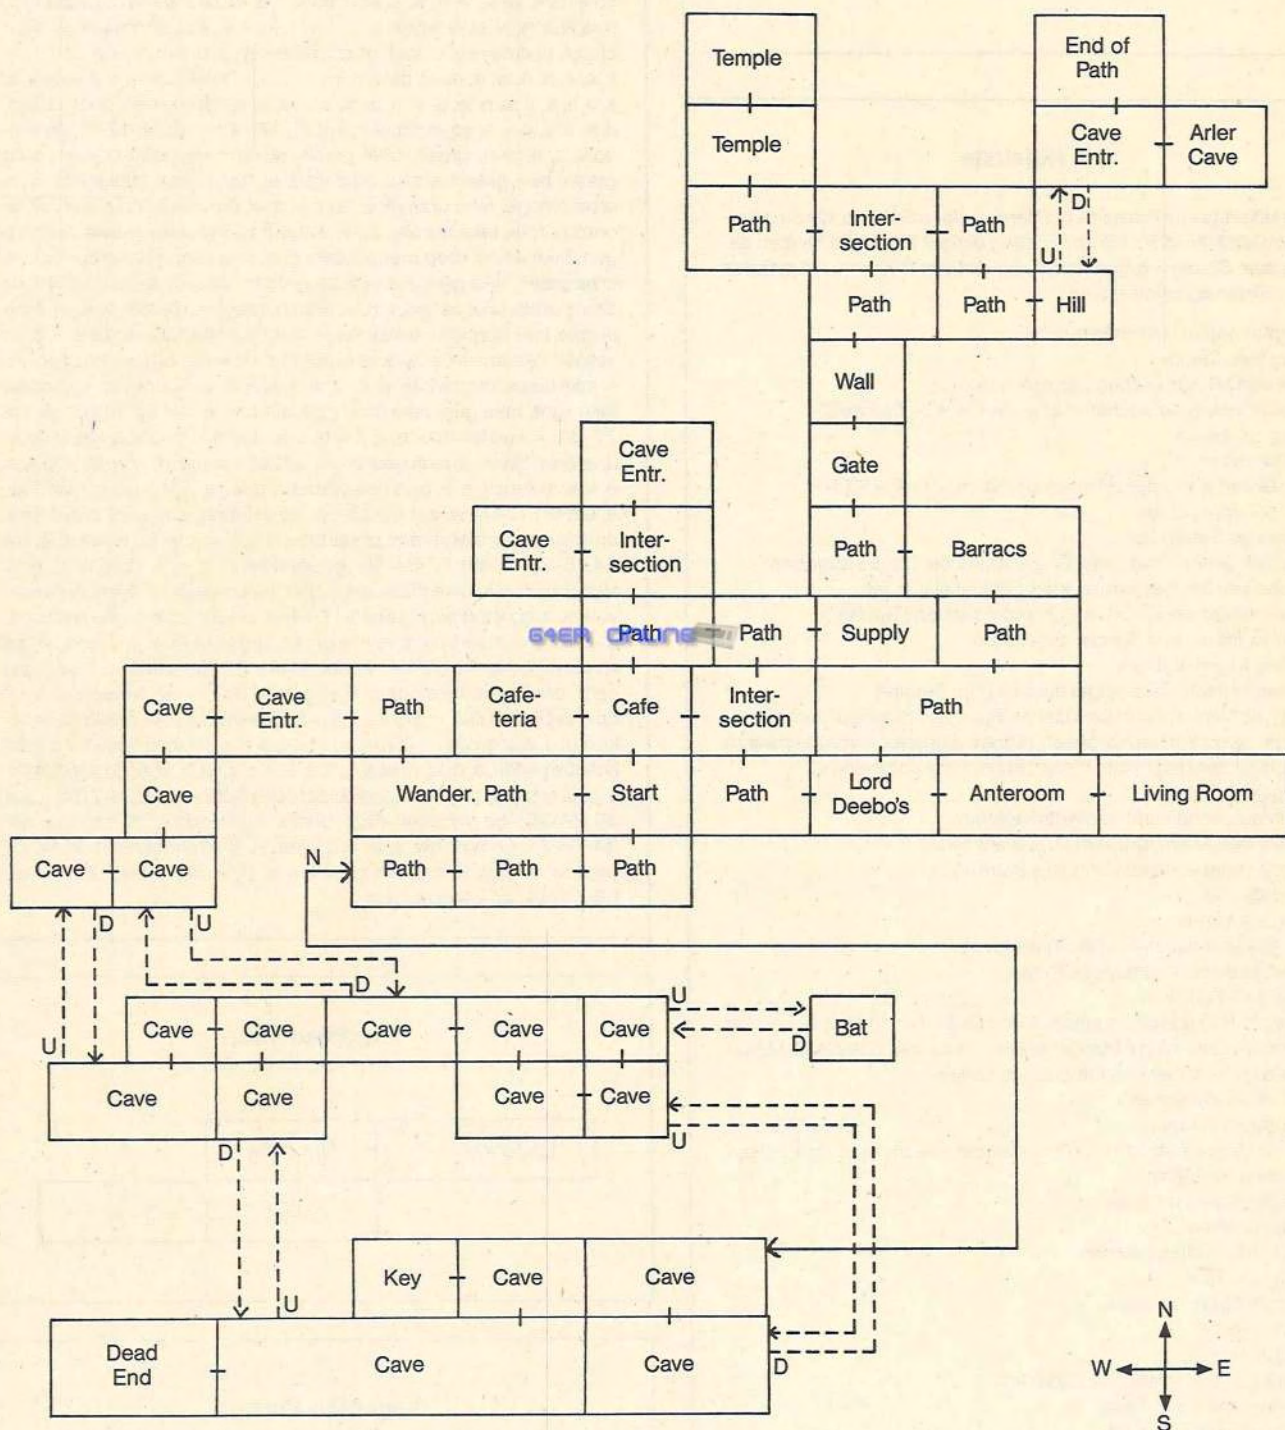 Temple
End of
Path
Temple
Cave
Entr.
Arler
Cave
Path
Inter-
section
Path
D
U
Path
Path
Hill
Wall
Cave
Entr.
Gate
Cave
Entr.
Inter-
section
Path
Barracs
64ER ONLINE
Path
Path
Supply
Path
Cave
Cave
Entr.
Path
Cafe-
teria
Cafe
Inter-
section
Path
Cave
Wander. Path
Start
Path
Lord
Deebo's
Anteroom
Living Room
Cave
Cave
N
Path
Path
Path
D
U
D
U
Cave
Cave
Cave
Cave
Cave
Bat
U
D
Cave
Cave
Cave
Cave
D
U
Key
Cave
Cave
U
Dead
End
Cave
Cave
D
N
W
E
S